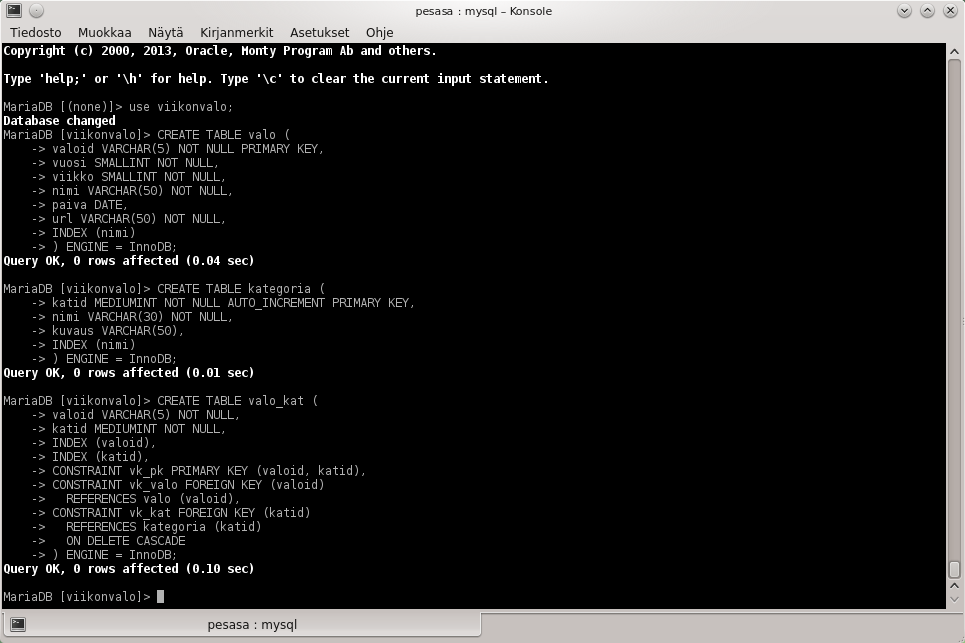 pesasa : mysql – Konsole
Tiedosto Muokkaa Näytä Kirjanmerkit Asetukset Ohje
Copyright (c) 2000, 2013, Oracle, Monty Program Ab and others.
Type 'help;' or '\h' for help. Type '\c' to clear the current input statement.
MariaDB [(none)]> use viikonvalo;
Database changed
MariaDB [viikonvalo]> CREATE TABLE valo (
    -> valoid VARCHAR(5) NOT NULL PRIMARY KEY,
    -> vuosi SMALLINT NOT NULL,
    -> viikko SMALLINT NOT NULL,
    -> nimi VARCHAR(50) NOT NULL,
    -> paiva DATE,
    -> url VARCHAR(50) NOT NULL,
    -> INDEX (nimi)
    -> ) ENGINE = InnoDB;
Query OK, 0 rows affected (0.04 sec)
MariaDB [viikonvalo]> CREATE TABLE kategoria (
    -> katid MEDIUMINT NOT NULL AUTO_INCREMENT PRIMARY KEY,
    -> nimi VARCHAR(30) NOT NULL,
    -> kuvaus VARCHAR(50),
    -> INDEX (nimi)
    -> ) ENGINE = InnoDB;
Query OK, 0 rows affected (0.01 sec)
MariaDB [viikonvalo]> CREATE TABLE valo_kat (
    -> valoid VARCHAR(5) NOT NULL,
    -> katid MEDIUMINT NOT NULL,
    -> INDEX (valoid),
    -> INDEX (katid),
    -> CONSTRAINT vk_pk PRIMARY KEY (valoid, katid),
    -> CONSTRAINT vk_valo FOREIGN KEY (valoid)
    ->   REFERENCES valo (valoid),
    -> CONSTRAINT vk_kat FOREIGN KEY (katid)
    ->   REFERENCES kategoria (katid)
    ->   ON DELETE CASCADE
    -> ) ENGINE = InnoDB;
Query OK, 0 rows affected (0.10 sec)
MariaDB [viikonvalo]>
pesasa : mysql